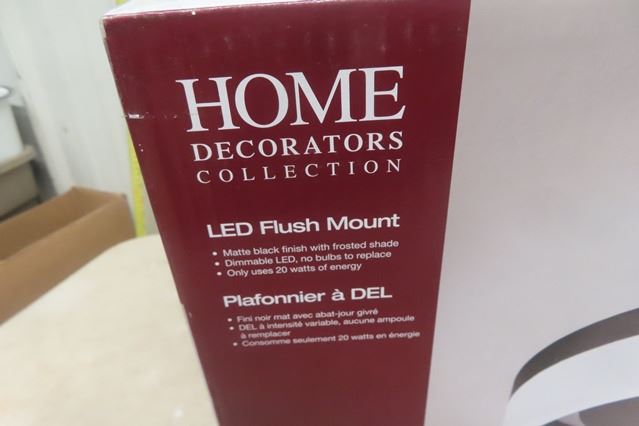 HOME
DECORATORS
COLLECTION
LED Flush Mount
• Matte black finish with frosted shade
• Dimmable LED, no bulbs to replace
• Only uses 20 watts of energy
Plafonnier à DEL
• Fini noir mat avec abat-jour givré
• DEL à intensité variable, aucune ampoule
à remplacer
• Consomme seulement 20 watts en énergie